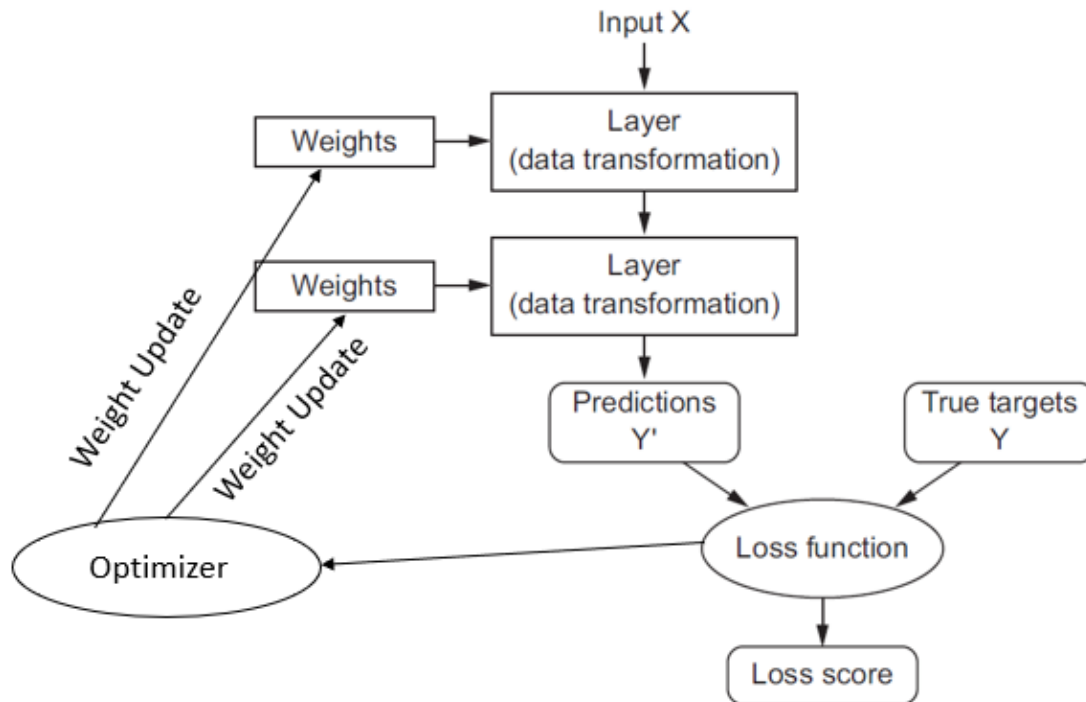 Input X
Weights
Layer
(data transformation)
Weights
Layer
(data transformation)
Weight Update
Weight Update
Predictions
Y'
True targets
Y
Optimizer
Loss function
Loss score